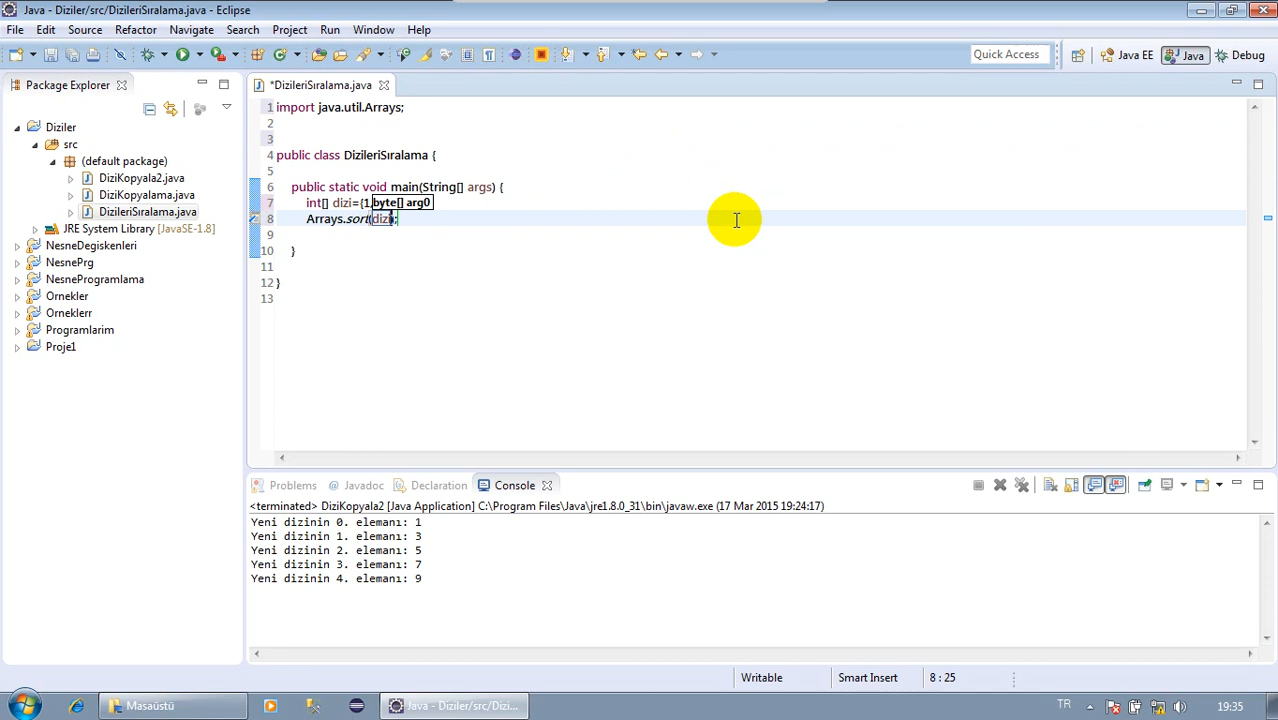 Java - Diziler/src/DizileriSıralama.java - Eclipse
File Edit Source Refactor Navigate Search Project Run Window Help
Quick Access Java EE Java Debug
Package Explorer
Diziler
src
(default package)
DiziKopyala2.java
DiziKopyalama.java
DizileriSıralama.java
JRE System Library [JavaSE-1.8]
NesneDegiskenleri
NesnePrg
NesneProgramlama
Ornekler
Orneklerr
Programlarim
Proje1
*DizileriSıralama.java
1 import java.util.Arrays;
2
3
4 public class DizileriSıralama {
5
6 public static void main(String[] args) {
7 int[] dizi={1, byte[] arg0
8 Arrays.sort(dizi);
9
10 }
11
12 }
13
Problems Javadoc Declaration Console
<terminated> DiziKopyala2 [Java Application] C:\Program Files\Java\jre1.8.0_31\bin\javaw.exe (17 Mar 2015 19:24:17)
Yeni dizinin 0. elemanı: 1
Yeni dizinin 1. elemanı: 3
Yeni dizinin 2. elemanı: 5
Yeni dizinin 3. elemanı: 7
Yeni dizinin 4. elemanı: 9
Writable Smart Insert 8 : 25
Masaüstü Java - Diziler/src/Dizi... TR 19:35